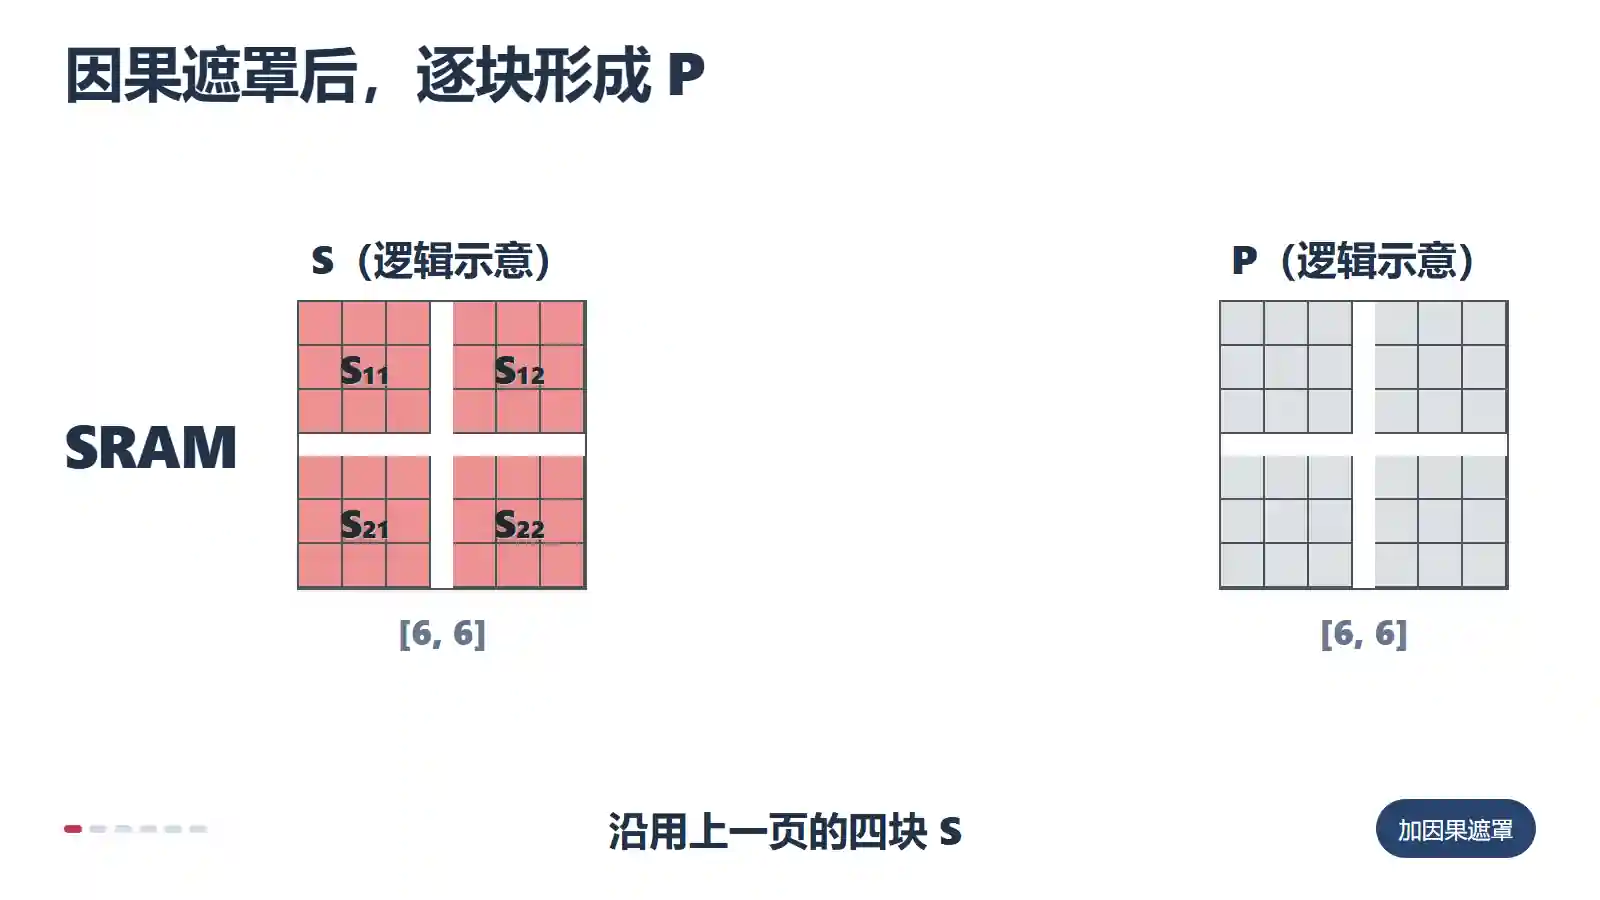 因果遮罩后，逐块形成 P
S（逻辑示意）
P（逻辑示意）
S11
S12
SRAM
S21
S22
[6, 6]
[6, 6]
沿用上一页的四块 S
加因果遮罩